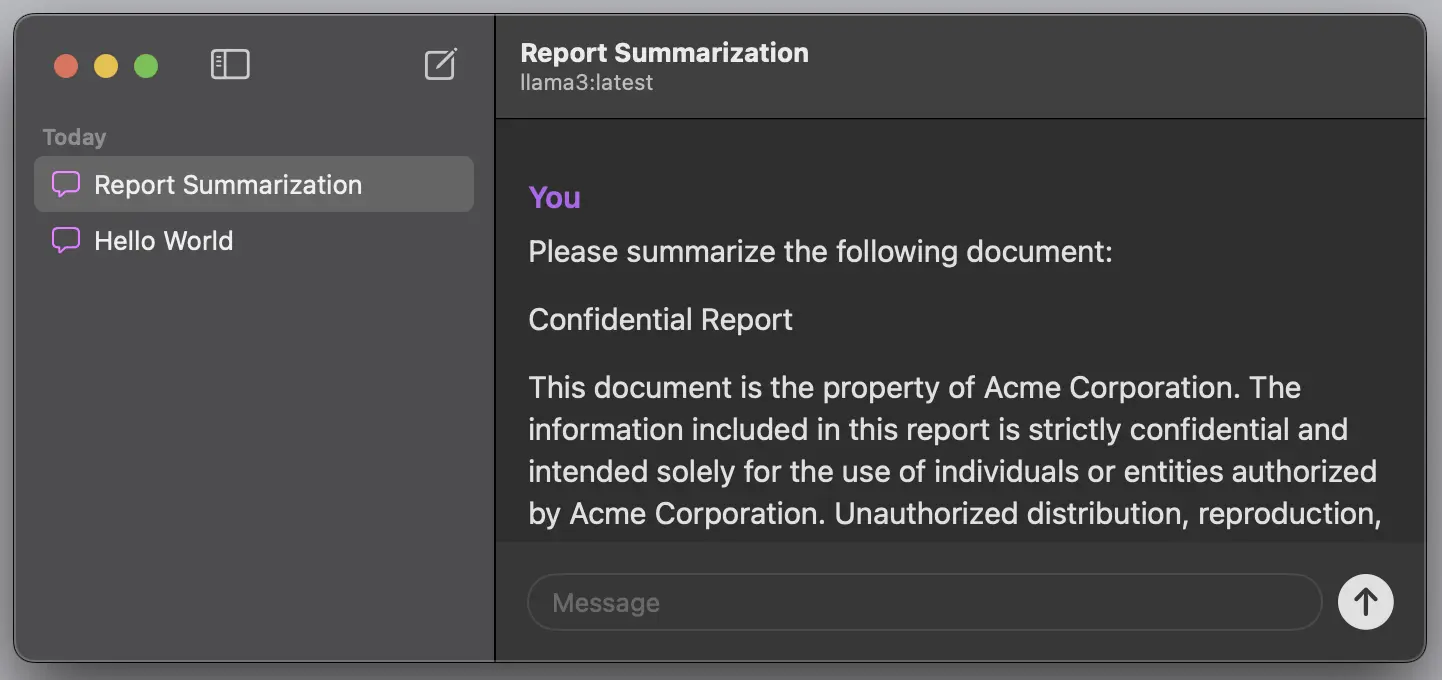 Today
Report Summarization
Hello World
Report Summarization
llama3:latest
You
Please summarize the following document:
Confidential Report
This document is the property of Acme Corporation. The
information included in this report is strictly confidential and
intended solely for the use of individuals or entities authorized
by Acme Corporation. Unauthorized distribution, reproduction,
Message